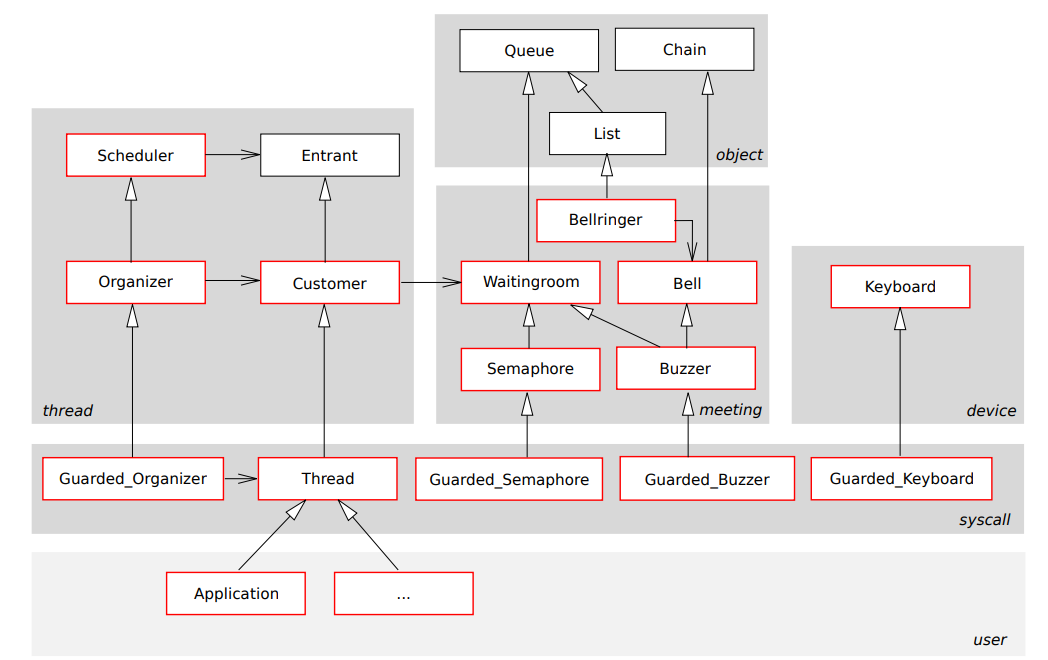 Queue
Chain
List
object
Scheduler
Entrant
Organizer
Customer
thread
Bellringer
Waitingroom
Bell
Semaphore
Buzzer
meeting
Keyboard
device
Guarded_Organizer
Thread
Guarded_Semaphore
Guarded_Buzzer
Guarded_Keyboard
syscall
Application
...
user